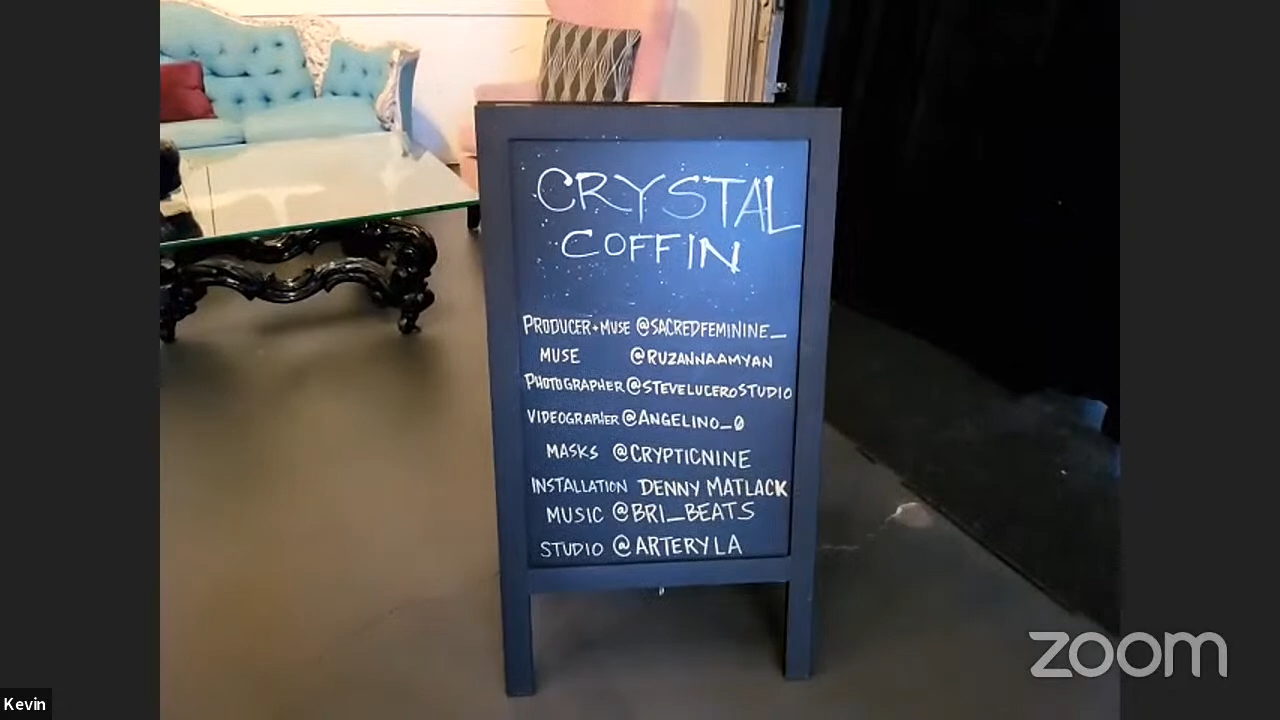 CRYSTAL
COFFIN
PRODUCER + MUSE @SACREDFEMININE_
MUSE @RUZANNAAMYAN
PHOTOGRAPHER @STEVELUCEROSTUDIO
VIDEOGRAPHER @ANGELINO_0
MASKS @CRYPTICNINE
INSTALLATION DENNY MATLACK
MUSIC @BRI_BEATS
STUDIO @ARTERYLA
zoom
Kevin